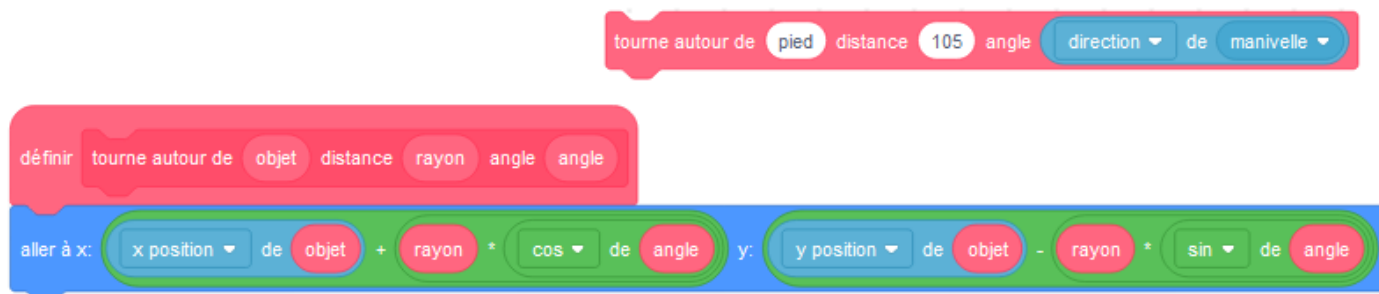 tourne autour de pied distance 105 angle direction de manivelle
définir tourne autour de objet distance rayon angle angle
aller à x: x position de objet + rayon * cos de angle y: y position de objet - rayon * sin de angle